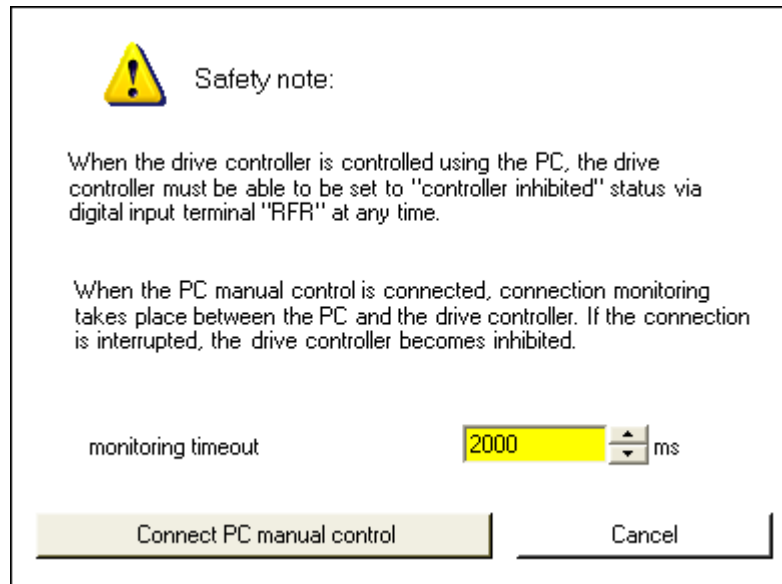 Safety note:
When the drive controller is controlled using the PC, the drive
controller must be able to be set to "controller inhibited" status via
digital input terminal "RFR" at any time.
When the PC manual control is connected, connection monitoring
takes place between the PC and the drive controller. If the connection
is interrupted, the drive controller becomes inhibited.
monitoring timeout 2000 ms
Connect PC manual control Cancel